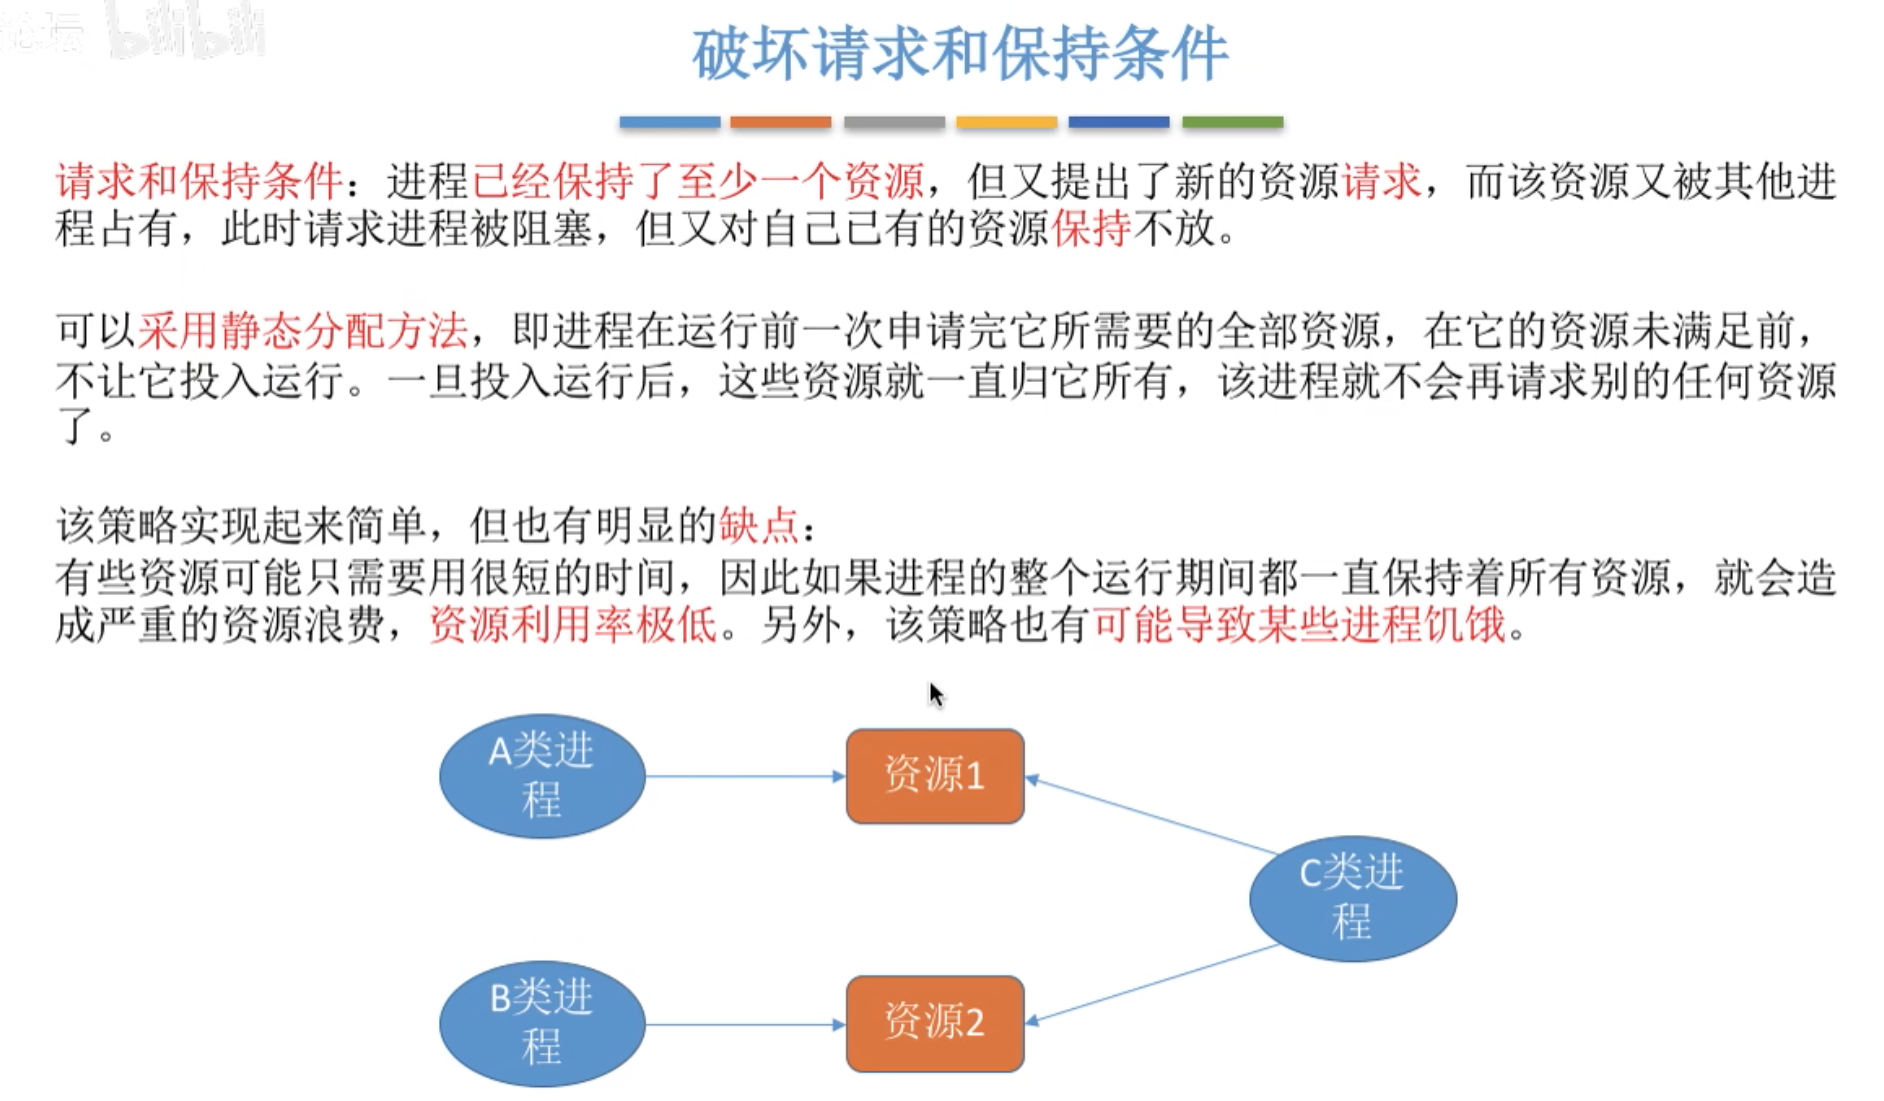 论坛 bilibili
破坏请求和保持条件
请求和保持条件：进程已经保持了至少一个资源，但又提出了新的资源请求，而该资源又被其他进
程占有，此时请求进程被阻塞，但又对自己已有的资源保持不放。
可以采用静态分配方法，即进程在运行前一次申请完它所需要的全部资源，在它的资源未满足前，
不让它投入运行。一旦投入运行后，这些资源就一直归它所有，该进程就不会再请求别的任何资源
了。
该策略实现起来简单，但也有明显的缺点：
有些资源可能只需要用很短的时间，因此如果进程的整个运行期间都一直保持着所有资源，就会造
成严重的资源浪费，资源利用率极低。另外，该策略也有可能导致某些进程饥饿。
A类进
程
资源1
C类进
程
B类进
程
资源2